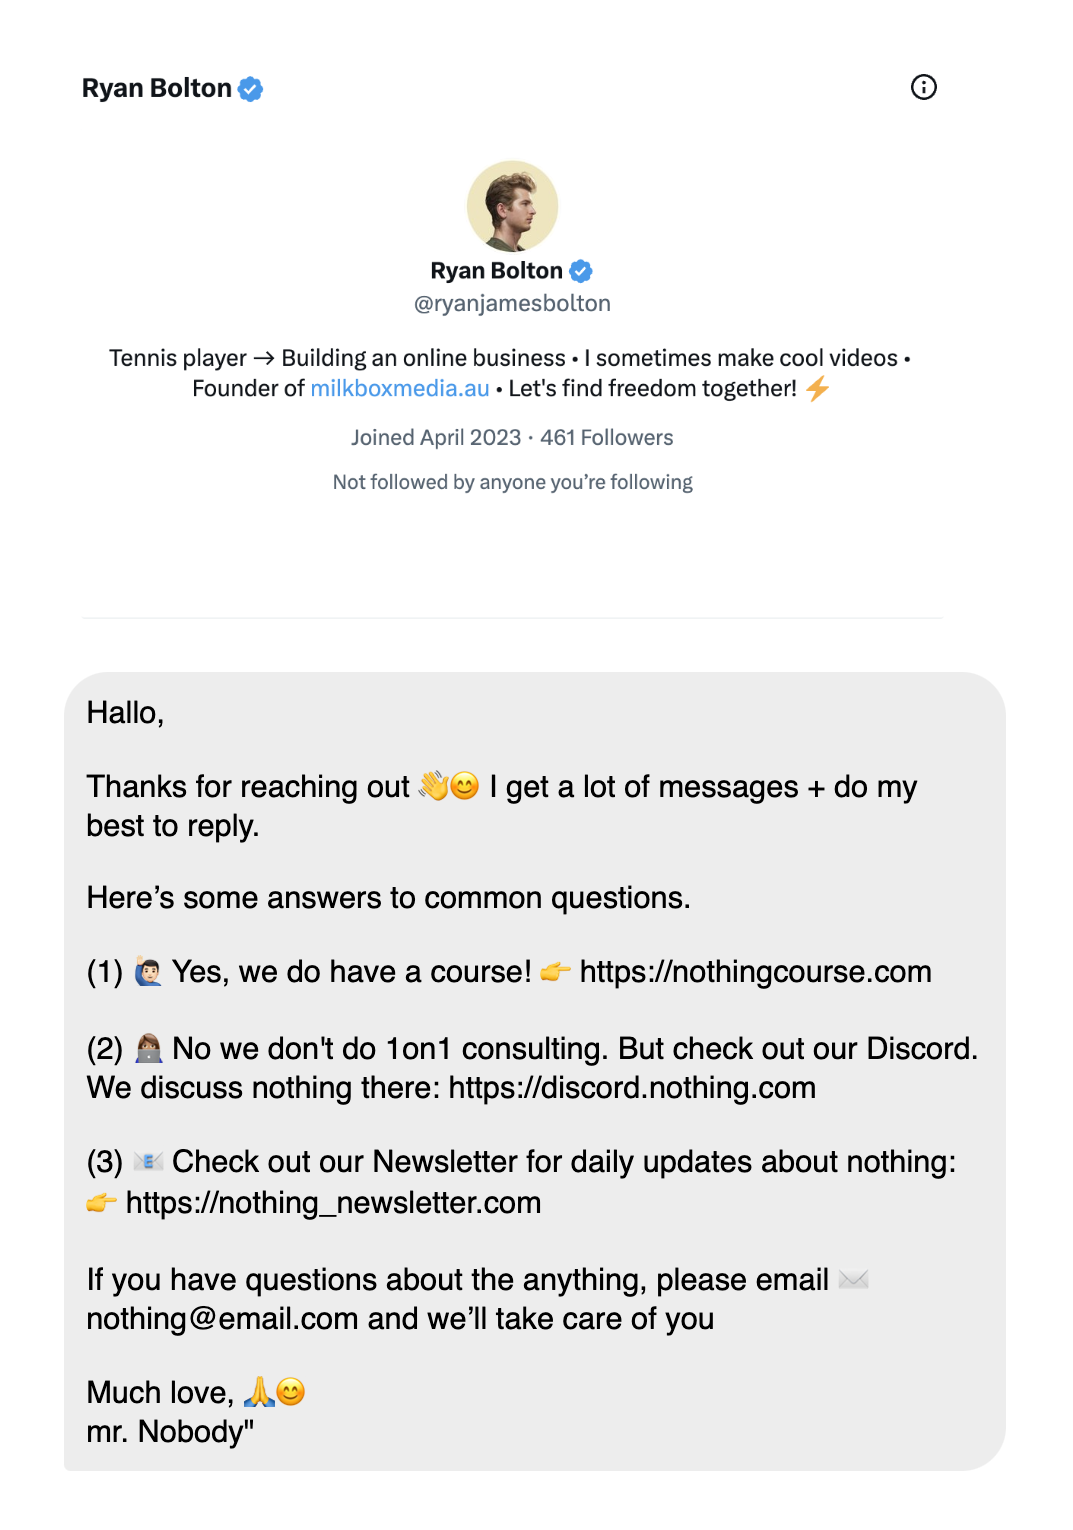 Ryan Bolton
Ryan Bolton
@ryanjamesbolton
Tennis player → Building an online business • I sometimes make cool videos •
Founder of milkboxmedia.au • Let's find freedom together! ⚡
Joined April 2023 · 461 Followers
Not followed by anyone you’re following
Hallo,
Thanks for reaching out 👋😊 I get a lot of messages + do my
best to reply.
Here’s some answers to common questions.
(1) 🙋🏻‍♂️ Yes, we do have a course! 👉 https://nothingcourse.com
(2) 👩🏽‍💻 No we don't do 1on1 consulting. But check out our Discord.
We discuss nothing there: https://discord.nothing.com
(3) 📧 Check out our Newsletter for daily updates about nothing:
👉 https://nothing_newsletter.com
If you have questions about the anything, please email ✉️
nothing@email.com and we’ll take care of you
Much love, 🙏😊
mr. Nobody"